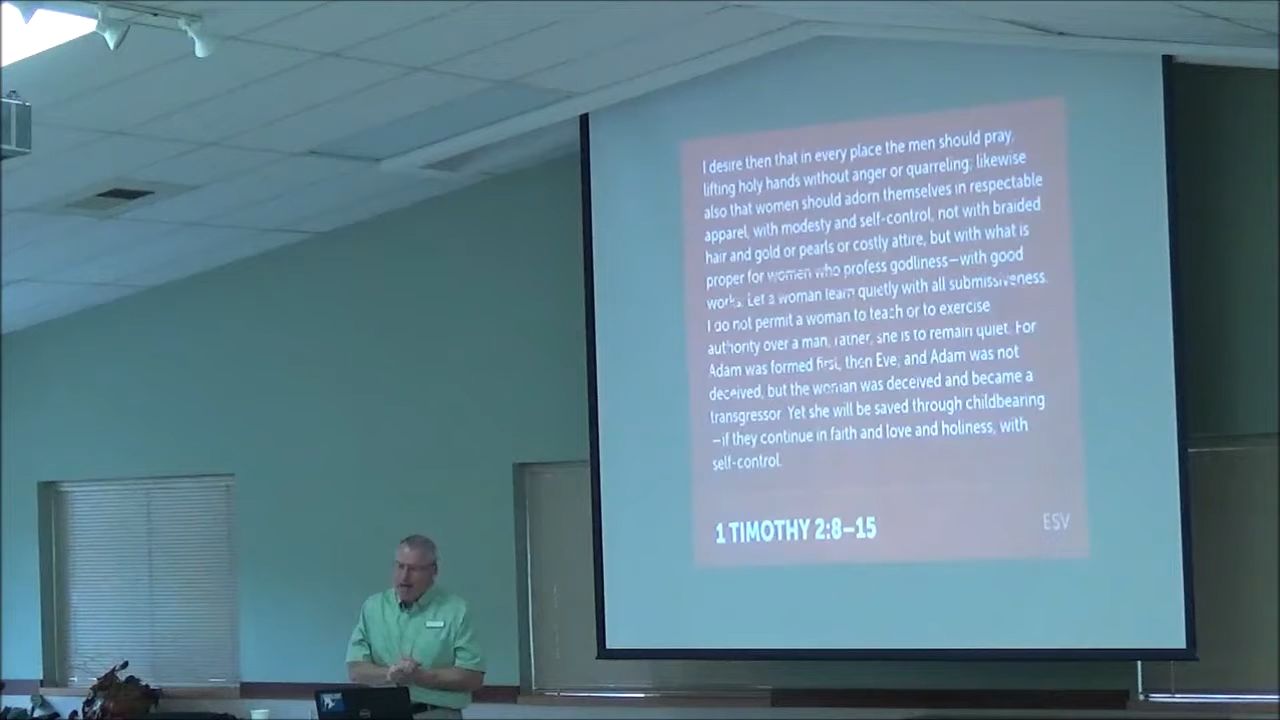 I desire then that in every place the men should pray,
lifting holy hands without anger or quarreling; likewise
also that women should adorn themselves in respectable
apparel, with modesty and self-control, not with braided
hair and gold or pearls or costly attire, but with what is
proper for women who profess godliness—with good
works. Let a woman learn quietly with all submissiveness.
I do not permit a woman to teach or to exercise
authority over a man; rather, she is to remain quiet. For
Adam was formed first, then Eve; and Adam was not
deceived, but the woman was deceived and became a
transgressor. Yet she will be saved through childbearing
—if they continue in faith and love and holiness, with
self-control.
1 TIMOTHY 2:8–15
ESV